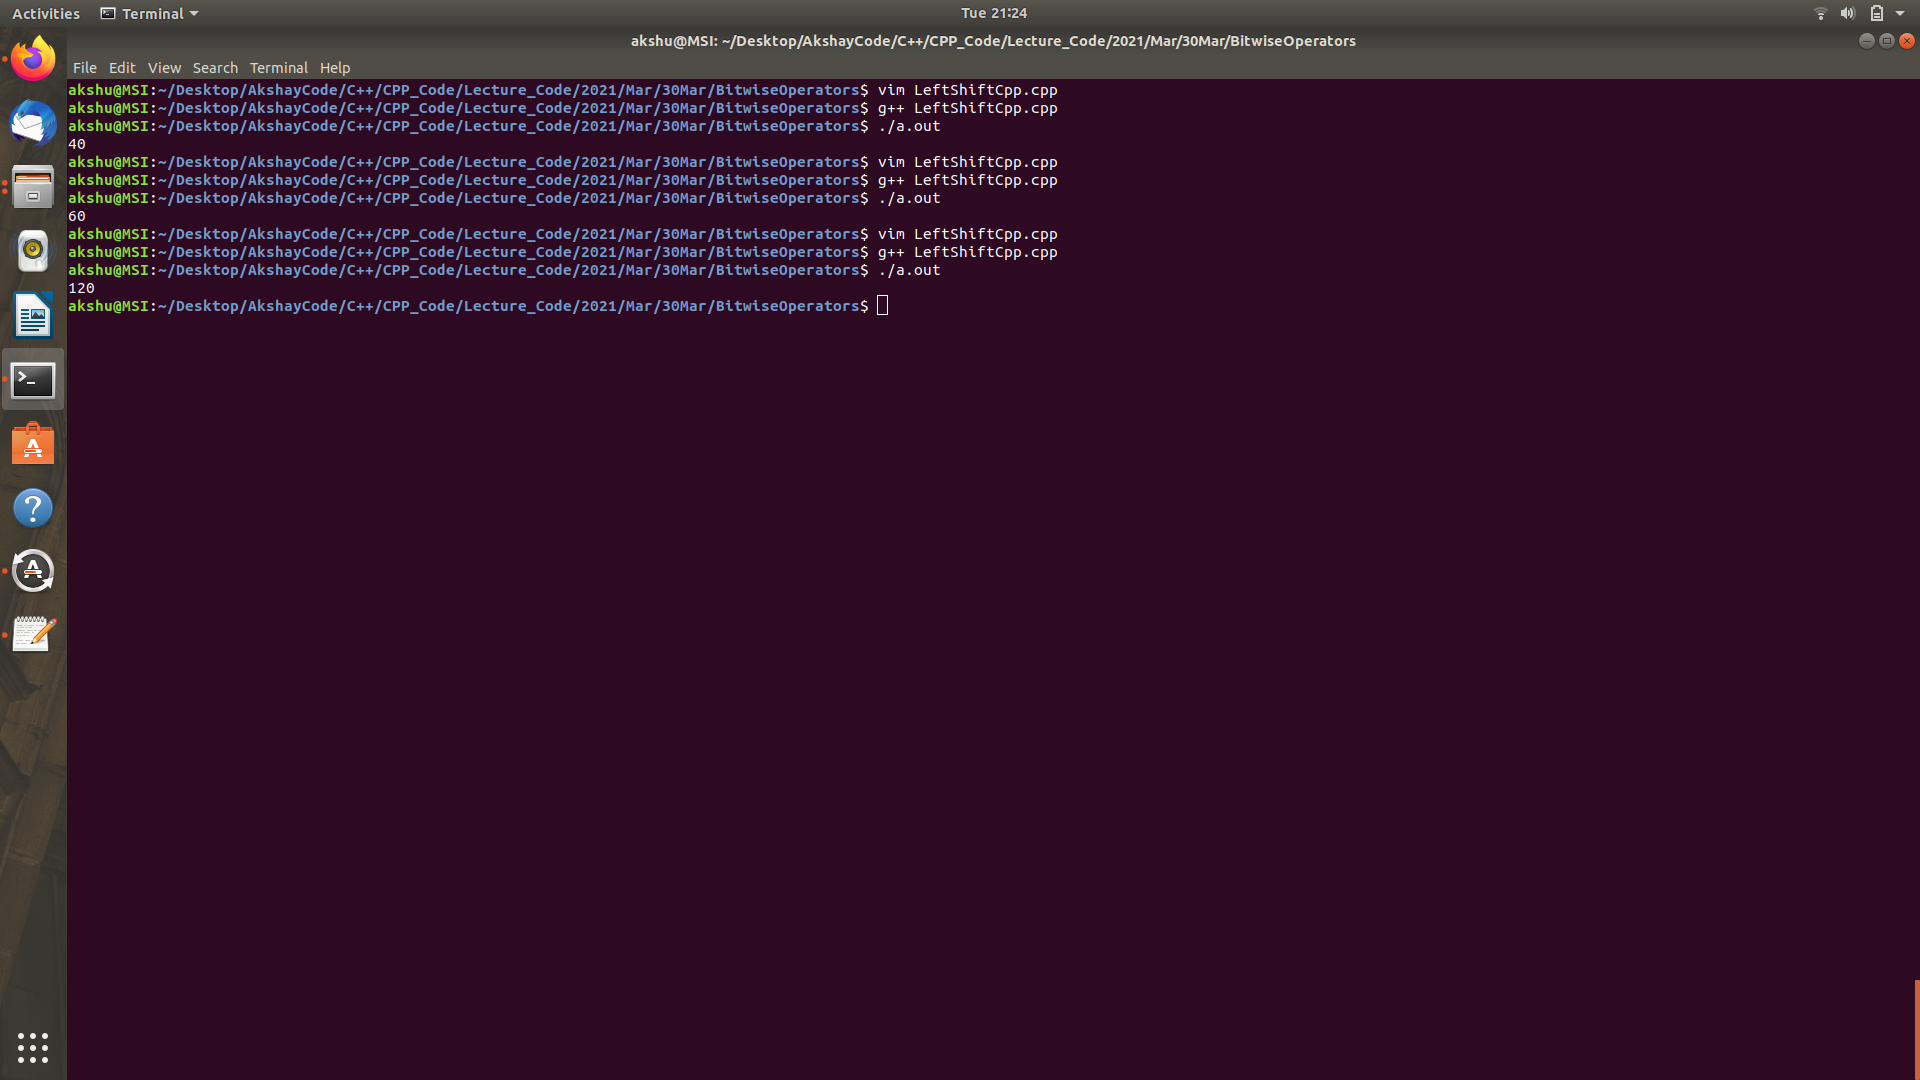 Activities Terminal Tue 21:24
akshu@MSI: ~/Desktop/AkshayCode/C++/CPP_Code/Lecture_Code/2021/Mar/30Mar/BitwiseOperators
File Edit View Search Terminal Help
akshu@MSI:~/Desktop/AkshayCode/C++/CPP_Code/Lecture_Code/2021/Mar/30Mar/BitwiseOperators$ vim LeftShiftCpp.cpp
akshu@MSI:~/Desktop/AkshayCode/C++/CPP_Code/Lecture_Code/2021/Mar/30Mar/BitwiseOperators$ g++ LeftShiftCpp.cpp
akshu@MSI:~/Desktop/AkshayCode/C++/CPP_Code/Lecture_Code/2021/Mar/30Mar/BitwiseOperators$ ./a.out
40
akshu@MSI:~/Desktop/AkshayCode/C++/CPP_Code/Lecture_Code/2021/Mar/30Mar/BitwiseOperators$ vim LeftShiftCpp.cpp
akshu@MSI:~/Desktop/AkshayCode/C++/CPP_Code/Lecture_Code/2021/Mar/30Mar/BitwiseOperators$ g++ LeftShiftCpp.cpp
akshu@MSI:~/Desktop/AkshayCode/C++/CPP_Code/Lecture_Code/2021/Mar/30Mar/BitwiseOperators$ ./a.out
60
akshu@MSI:~/Desktop/AkshayCode/C++/CPP_Code/Lecture_Code/2021/Mar/30Mar/BitwiseOperators$ vim LeftShiftCpp.cpp
akshu@MSI:~/Desktop/AkshayCode/C++/CPP_Code/Lecture_Code/2021/Mar/30Mar/BitwiseOperators$ g++ LeftShiftCpp.cpp
akshu@MSI:~/Desktop/AkshayCode/C++/CPP_Code/Lecture_Code/2021/Mar/30Mar/BitwiseOperators$ ./a.out
120
akshu@MSI:~/Desktop/AkshayCode/C++/CPP_Code/Lecture_Code/2021/Mar/30Mar/BitwiseOperators$